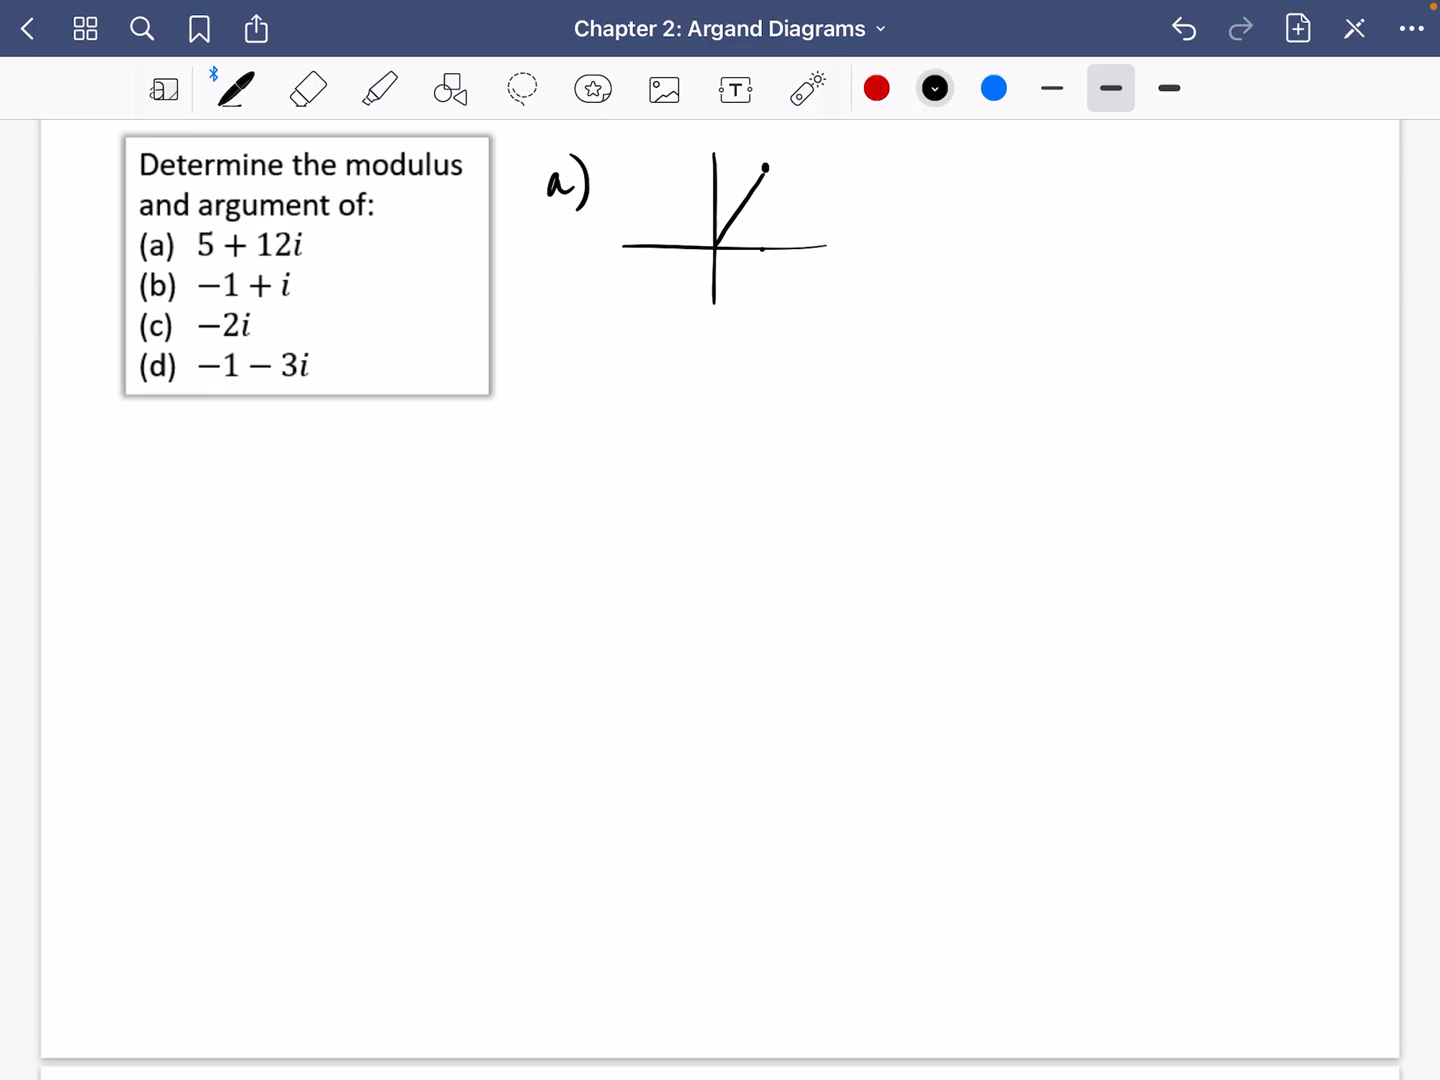 Chapter 2: Argand Diagrams
Determine the modulus
and argument of:
(a) 5 + 12i
(b) −1 + i
(c) −2i
(d) −1 − 3i
a)